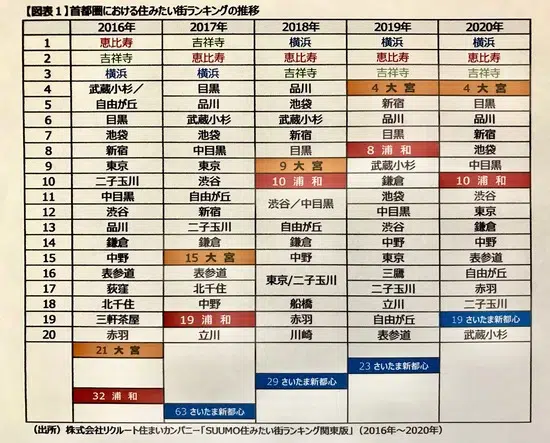 【図表１】首都圏における住みたい街ランキングの推移
2016年 2017年 2018年 2019年 2020年
1 恵比寿 吉祥寺 横浜 横浜 横浜
2 吉祥寺 恵比寿 恵比寿 恵比寿 恵比寿
3 横浜 横浜 吉祥寺 吉祥寺 吉祥寺
4 武蔵小杉／ 目黒 品川 4 大宮 4 大宮
5 自由が丘 品川 池袋 新宿 目黒
6 目黒 武蔵小杉 武蔵小杉 品川 品川
7 池袋 池袋 新宿 目黒 新宿
8 新宿 中目黒 目黒 8 浦和 池袋
9 東京 東京 9 大宮 武蔵小杉 中目黒
10 二子玉川 渋谷 10 浦和 鎌倉 10 浦和
11 中目黒 自由が丘 渋谷／中目黒 池袋 渋谷
12 渋谷 新宿 中目黒 東京
13 品川 二子玉川 自由が丘 渋谷 鎌倉
14 鎌倉 鎌倉 鎌倉 中野 中野
15 中野 15 大宮 中野 東京 表参道
16 表参道 表参道 東京/二子玉川 三鷹 自由が丘
17 荻窪 北千住 赤羽
18 北千住 中野 船橋 立川 二子玉川
19 三軒茶屋 19 浦和 赤羽 自由が丘 19 さいたま新都心
20 赤羽 立川 川崎 表参道 武蔵小杉
21 大宮
23 さいたま新都心
29 さいたま新都心
32 浦和
63 さいたま新都心
（出所）株式会社リクルート住まいカンパニー「SUUMO住みたい街ランキング関東版」（2016年～2020年）